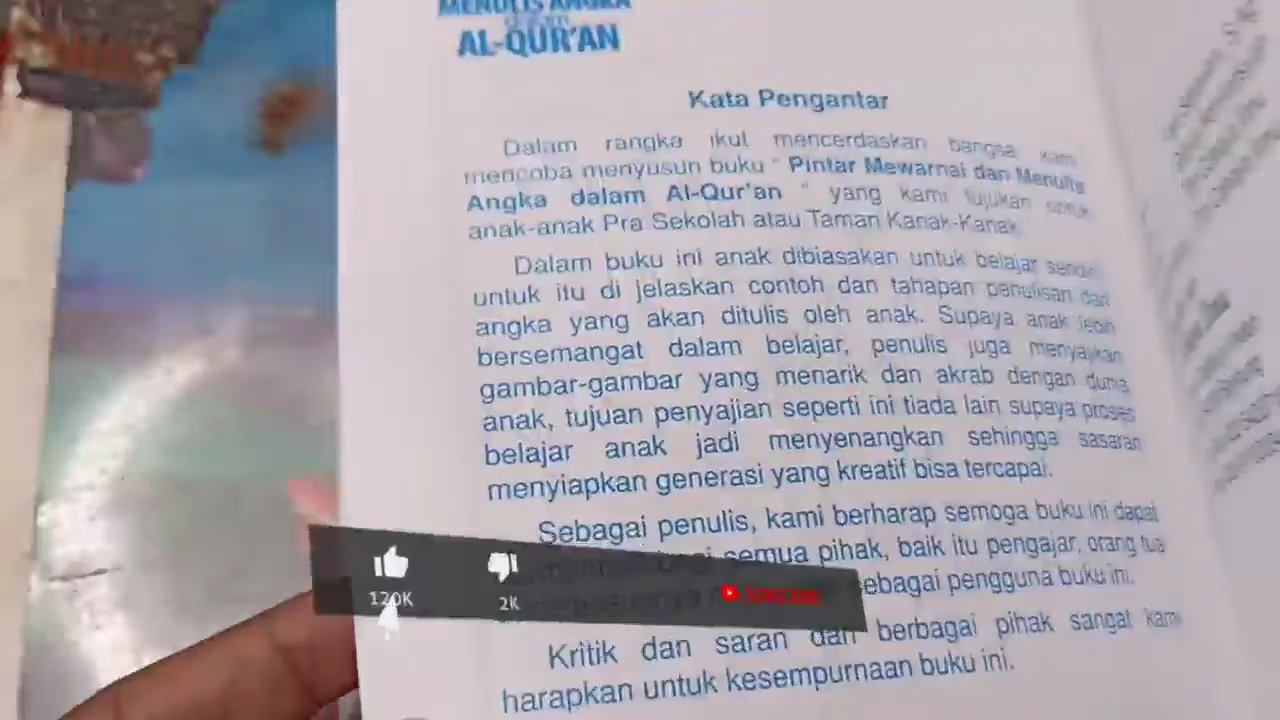 MENULIS ANGKA
dalam
AL-QUR'AN
Kata Pengantar
Dalam rangka ikut mencerdaskan bangsa kami
mencoba menyusun buku " Pintar Mewarnai dan Menulis
Angka dalam Al-Qur'an " yang kami tujukan untuk
anak-anak Pra Sekolah atau Taman Kanak-Kanak
Dalam buku ini anak dibiasakan untuk belajar sendiri
untuk itu di jelaskan contoh dan tahapan penulisan dari
angka yang akan ditulis oleh anak. Supaya anak lebih
bersemangat dalam belajar, penulis juga menyajikan
gambar-gambar yang menarik dan akrab dengan dunia
anak, tujuan penyajian seperti ini tiada lain supaya proses
belajar anak jadi menyenangkan sehingga sasaran
menyiapkan generasi yang kreatif bisa tercapai.
Sebagai penulis, kami berharap semoga buku ini dapat
bagi semua pihak, baik itu pengajar, orang tua
sebagai pengguna buku ini.
Kritik dan saran dari berbagai pihak sangat kami
harapkan untuk kesempurnaan buku ini.
120K
2K
SUBSCRIBE